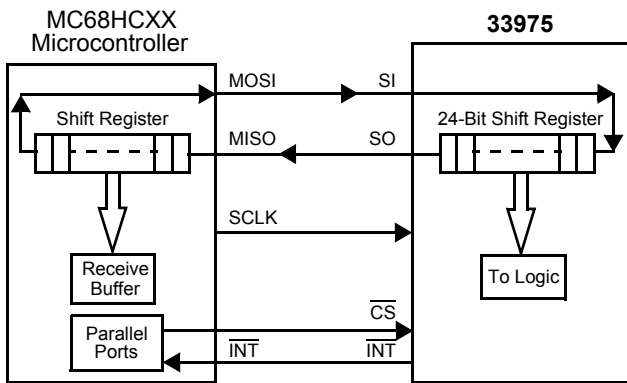 MC68HCXX
Microcontroller
33975
MOSI
SI
Shift Register
24-Bit Shift Register
MISO
SO
SCLK
Receive
Buffer
To Logic
CS
Parallel
Ports
INT
INT